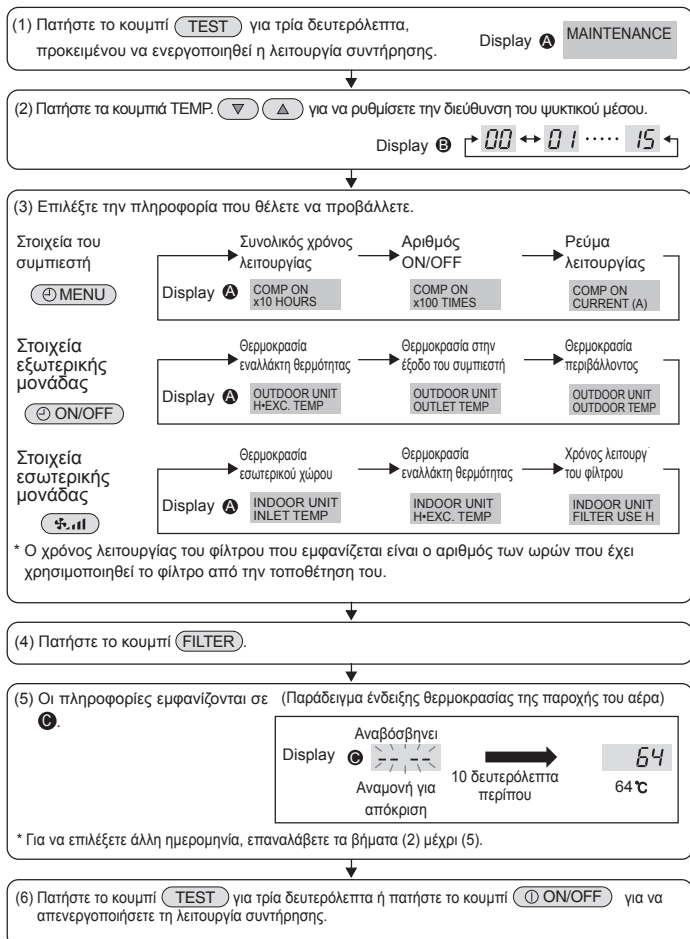 (1) Πατήστε το κουμπί TEST για τρία δευτερόλεπτα,
προκειμένου να ενεργοποιηθεί η λειτουργία συντήρησης.
Display A MAINTENANCE
(2) Πατήστε τα κουμπιά TEMP. ▽ △ για να ρυθμίσετε την διεύθυνση του ψυκτικού μέσου.
Display B 00 ↔ 01 ····· 15
(3) Επιλέξτε την πληροφορία που θέλετε να προβάλλετε.
Στοιχεία του
συμπιεστή
MENU
Συνολικός χρόνος
λειτουργίας
Αριθμός
ON/OFF
Ρεύμα
λειτουργίας
Display A
COMP ON
x10 HOURS
COMP ON
x100 TIMES
COMP ON
CURRENT (A)
Στοιχεία
εξωτερικής
μονάδας
ON/OFF
Θερμοκρασία
εναλλάκτη θερμότητας
Θερμοκρασία στην
έξοδο του συμπιεστή
Θερμοκρασία
περιβάλλοντος
Display A
OUTDOOR UNIT
H•EXC. TEMP
OUTDOOR UNIT
OUTLET TEMP
OUTDOOR UNIT
OUTDOOR TEMP
Στοιχεία
εσωτερικής
μονάδας
Θερμοκρασία
εσωτερικού χώρου
Θερμοκρασία
εναλλάκτη θερμότητας
Χρόνος λειτουργ
του φίλτρου
Display A
INDOOR UNIT
INLET TEMP
INDOOR UNIT
H•EXC. TEMP
INDOOR UNIT
FILTER USE H
* Ο χρόνος λειτουργίας του φίλτρου που εμφανίζεται είναι ο αριθμός των ωρών που έχει
χρησιμοποιηθεί το φίλτρο από την τοποθέτηση του.
(4) Πατήστε το κουμπί FILTER.
(5) Οι πληροφορίες εμφανίζονται σε
C.
(Παράδειγμα ένδειξης θερμοκρασίας της παροχής του αέρα)
Αναβόσβηνει
Display C -- --
Αναμονή για
απόκριση
10 δευτερόλεπτα
περίπου
64
64℃
* Για να επιλέξετε άλλη ημερομηνία, επαναλάβετε τα βήματα (2) μέχρι (5).
(6) Πατήστε το κουμπί TEST για τρία δευτερόλεπτα ή πατήστε το κουμπί ON/OFF για να
απενεργοποιήσετε τη λειτουργία συντήρησης.